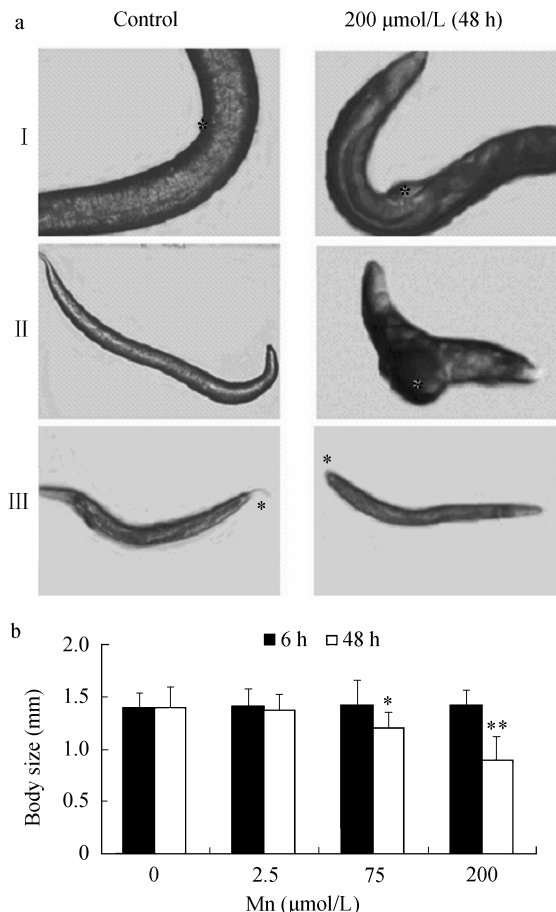 a
Control 200 μmol/L (48 h)
I
*
*
II
*
III
*
*
b
6 h 48 h
2.0
1.5
1.0
0.5
0
Body size (mm)
*
**
0 2.5 75 200
Mn (μmol/L)